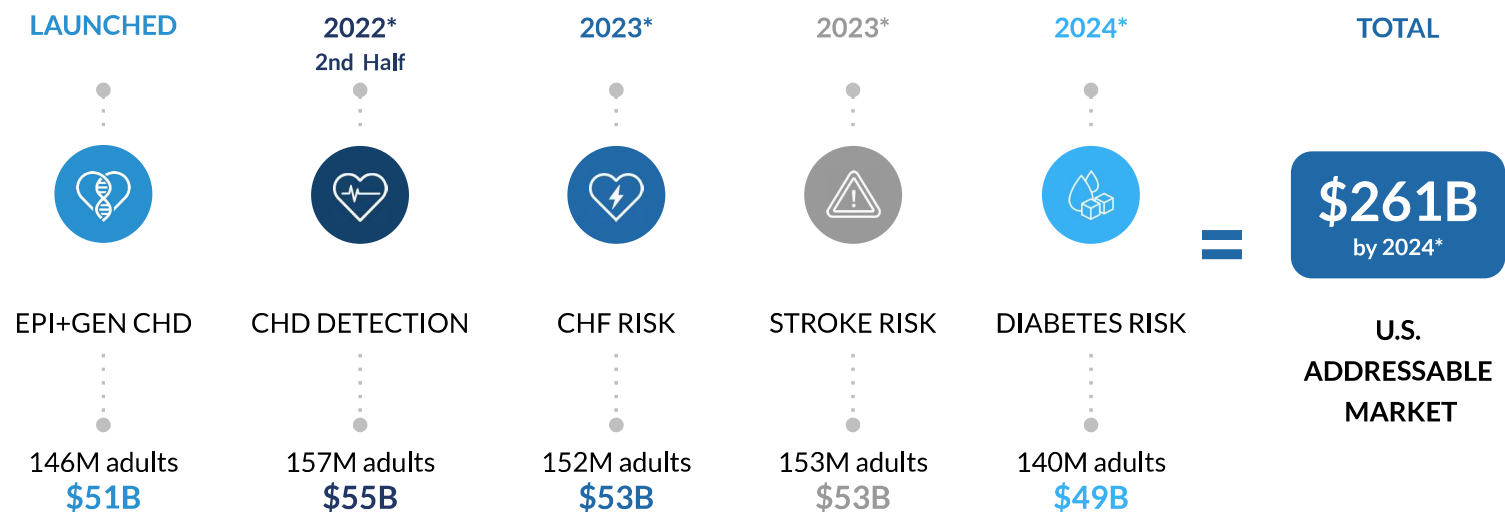 LAUNCHED
2022*
2nd Half
2023*
2023*
2024*
TOTAL
$261B
by 2024*
EPI+GEN CHD
CHD DETECTION
CHF RISK
STROKE RISK
DIABETES RISK
U.S.
ADDRESSABLE
MARKET
146M adults
$51B
157M adults
$55B
152M adults
$53B
153M adults
$53B
140M adults
$49B